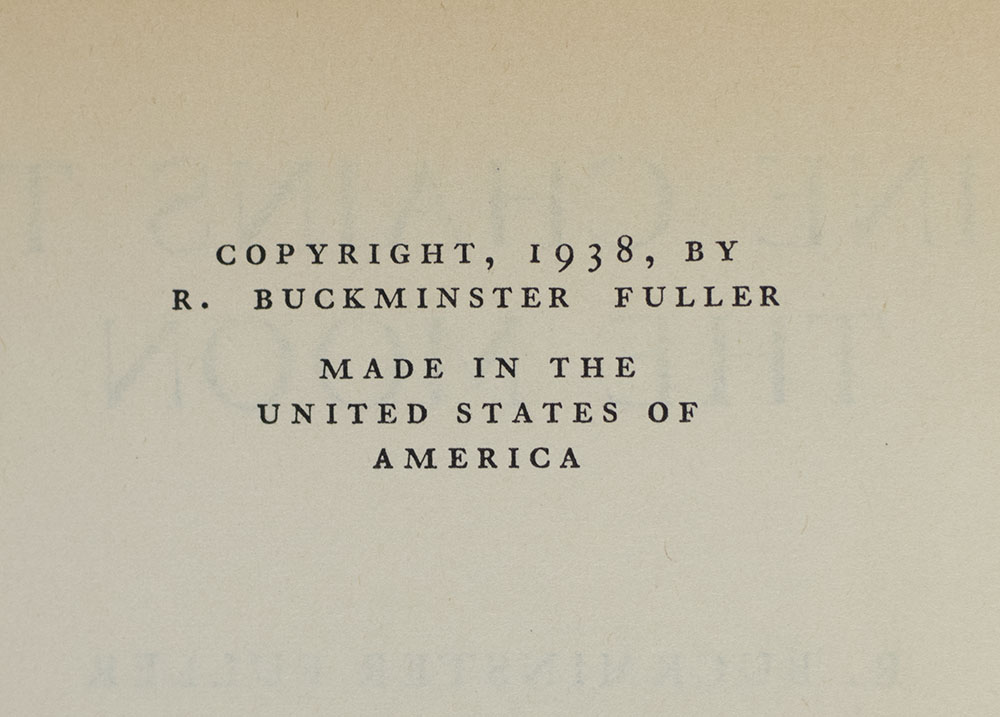 COPYRIGHT, 1938, BY
R. BUCKMINSTER FULLER
MADE IN THE
UNITED STATES OF
AMERICA